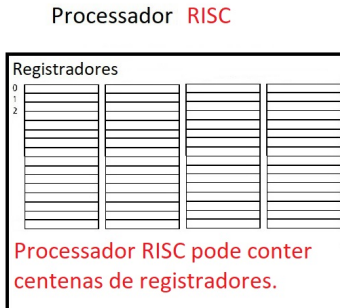 Processador RISC
Registradores
0
1
2
Processador RISC pode conter
centenas de registradores.